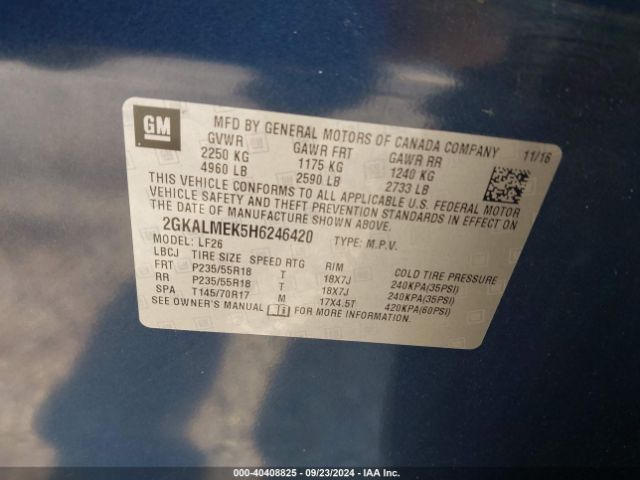 GM
MFD BY GENERAL MOTORS OF CANADA COMPANY 11/16
GVWR GAWR FRT GAWR RR
2250 KG 1175 KG 1240 KG
4960 LB 2590 LB 2733 LB
THIS VEHICLE CONFORMS TO ALL APPLICABLE U.S. FEDERAL MOTOR
VEHICLE SAFETY AND THEFT PREVENTION STANDARDS IN EFFECT ON
THE DATE OF MANUFACTURE SHOWN ABOVE.
2GKALMEK5H6246420 TYPE: M.P.V.
MODEL: LF26
LBCJ TIRE SIZE SPEED RTG RIM COLD TIRE PRESSURE
FRT P235/55R18 T 18X7J 240KPA(35PSI)
RR P235/55R18 T 18X7J 240KPA(35PSI)
SPA T145/70R17 M 17X4.5T 420KPA(60PSI)
SEE OWNER'S MANUAL FOR MORE INFORMATION.
000-40408825 - 09/23/2024 - IAA Inc.